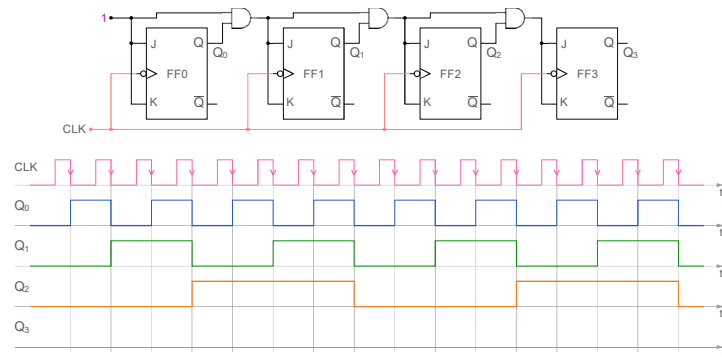 1
J Q J Q J Q J Q
Q0 Q1 Q2 Q3
FF0 FF1 FF2 FF3
K Q̅ K Q̅ K Q̅ K Q̅
CLK
CLK
t
Q0
t
Q1
t
Q2
t
Q3